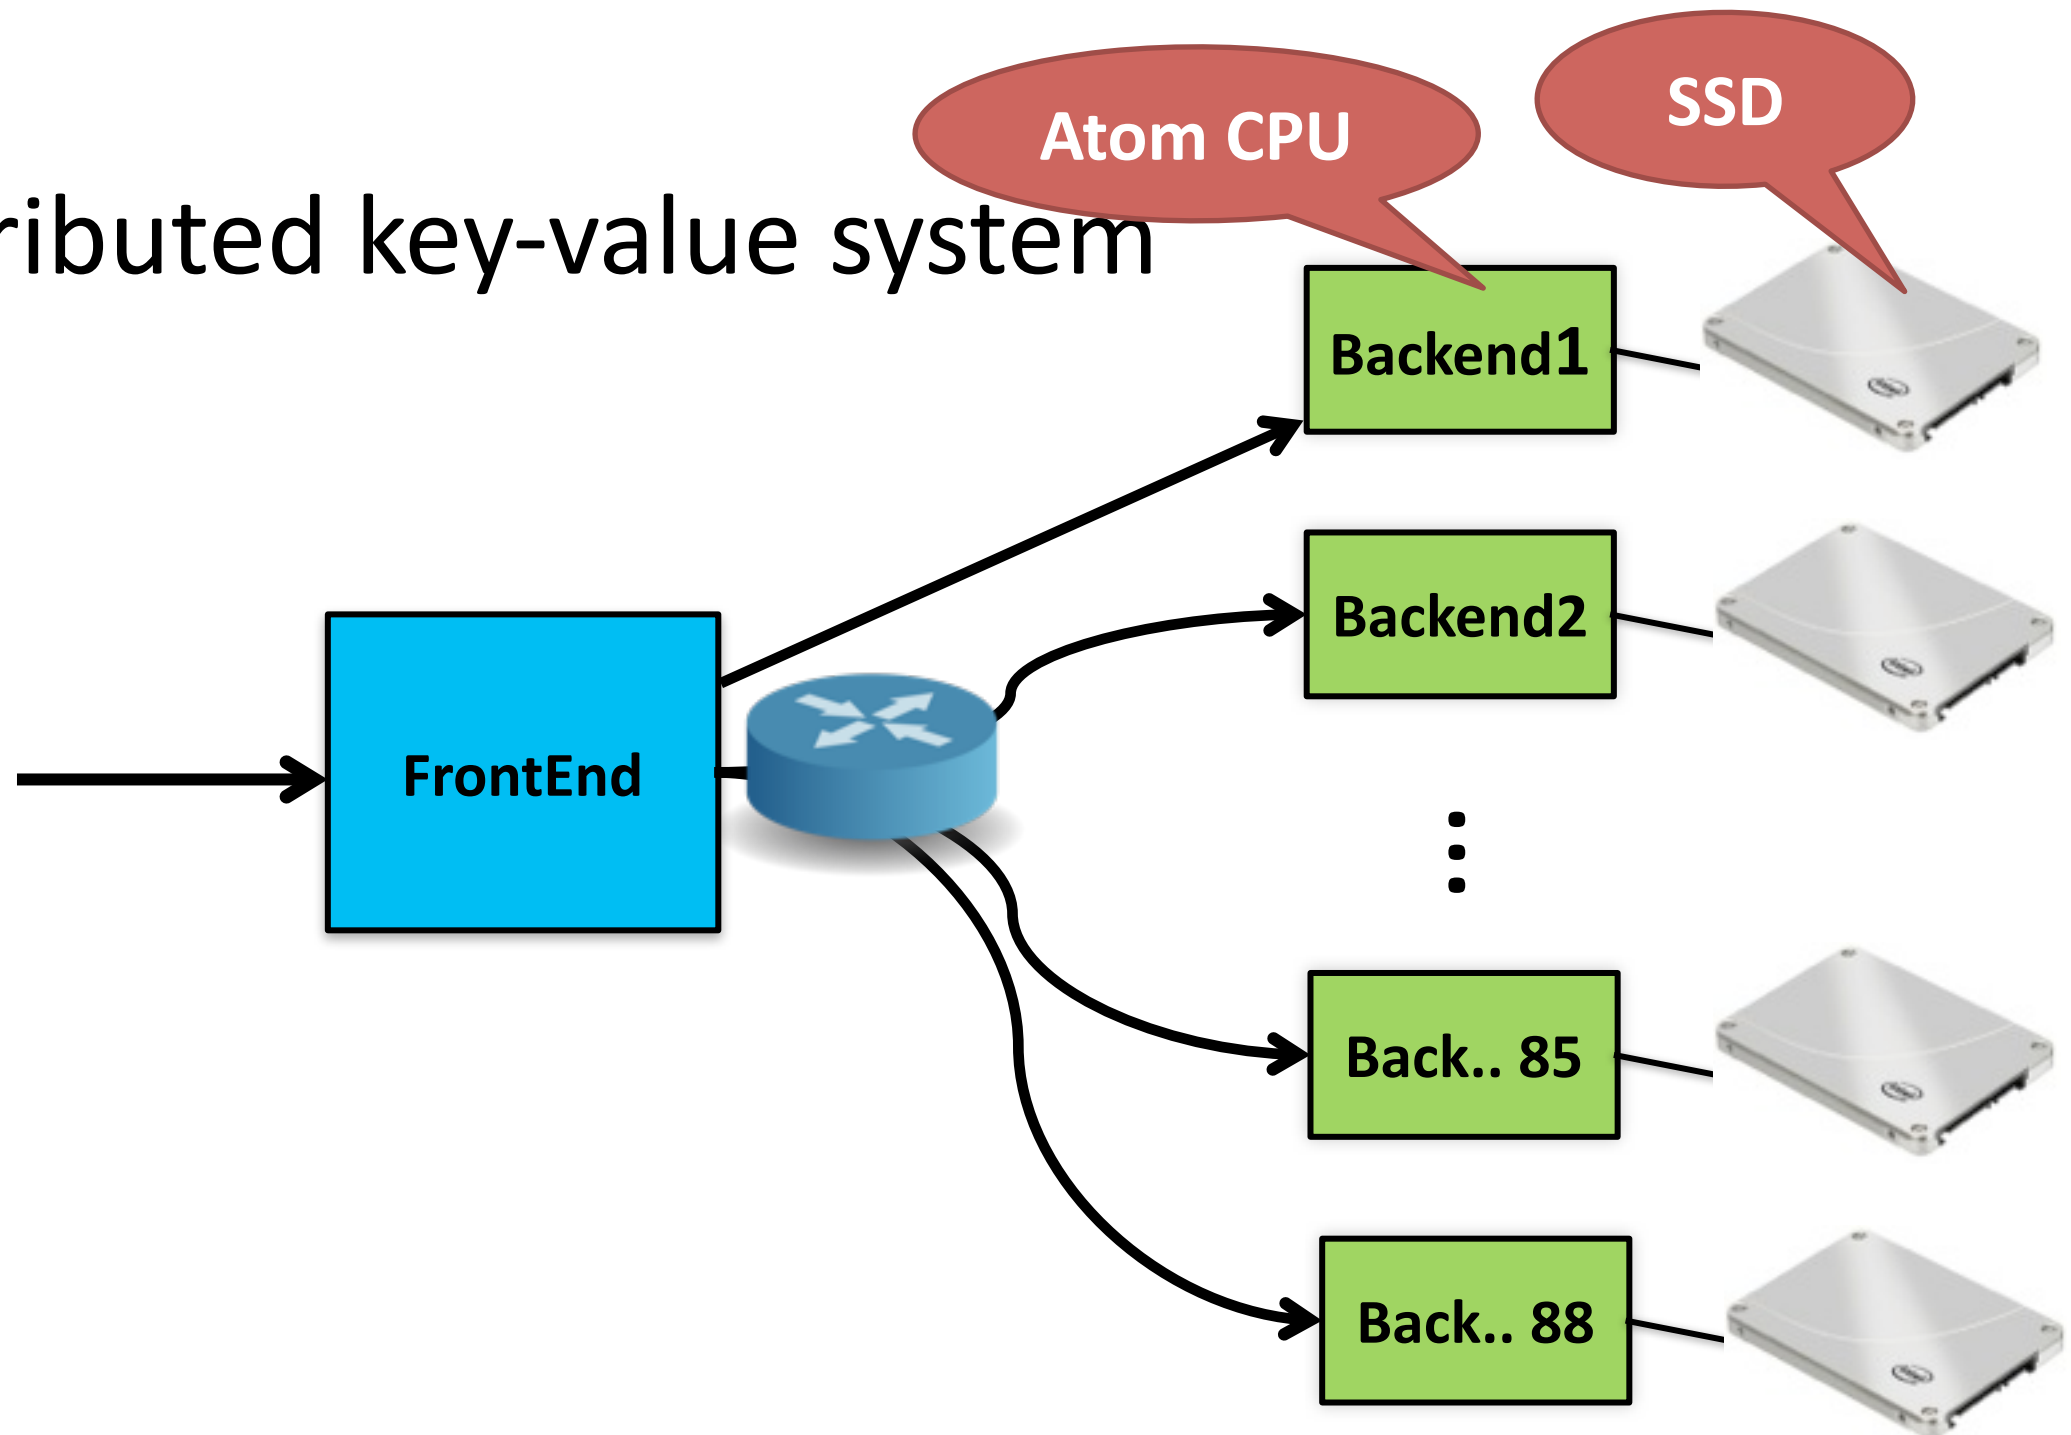 Atom CPU
SSD
ributed key-value system
Backend1
Backend2
FrontEnd
Back.. 85
Back.. 88